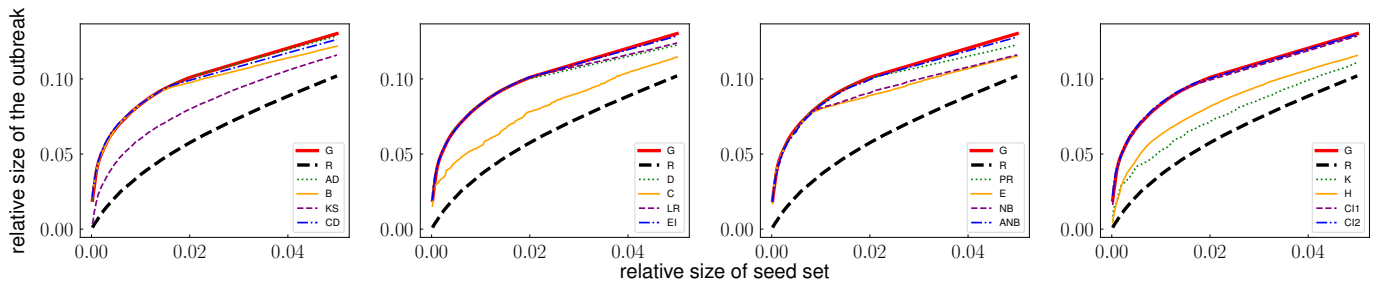 relative size of the outbreak
0.10
0.05
0.00
0.00 0.02 0.04
G
R
AD
B
KS
CD
0.10
0.05
0.00
0.00 0.02 0.04
G
R
D
C
LR
EI
0.10
0.05
0.00
0.00 0.02 0.04
G
R
PR
E
NB
ANB
0.10
0.05
0.00
0.00 0.02 0.04
G
R
K
H
CI1
CI2
relative size of seed set